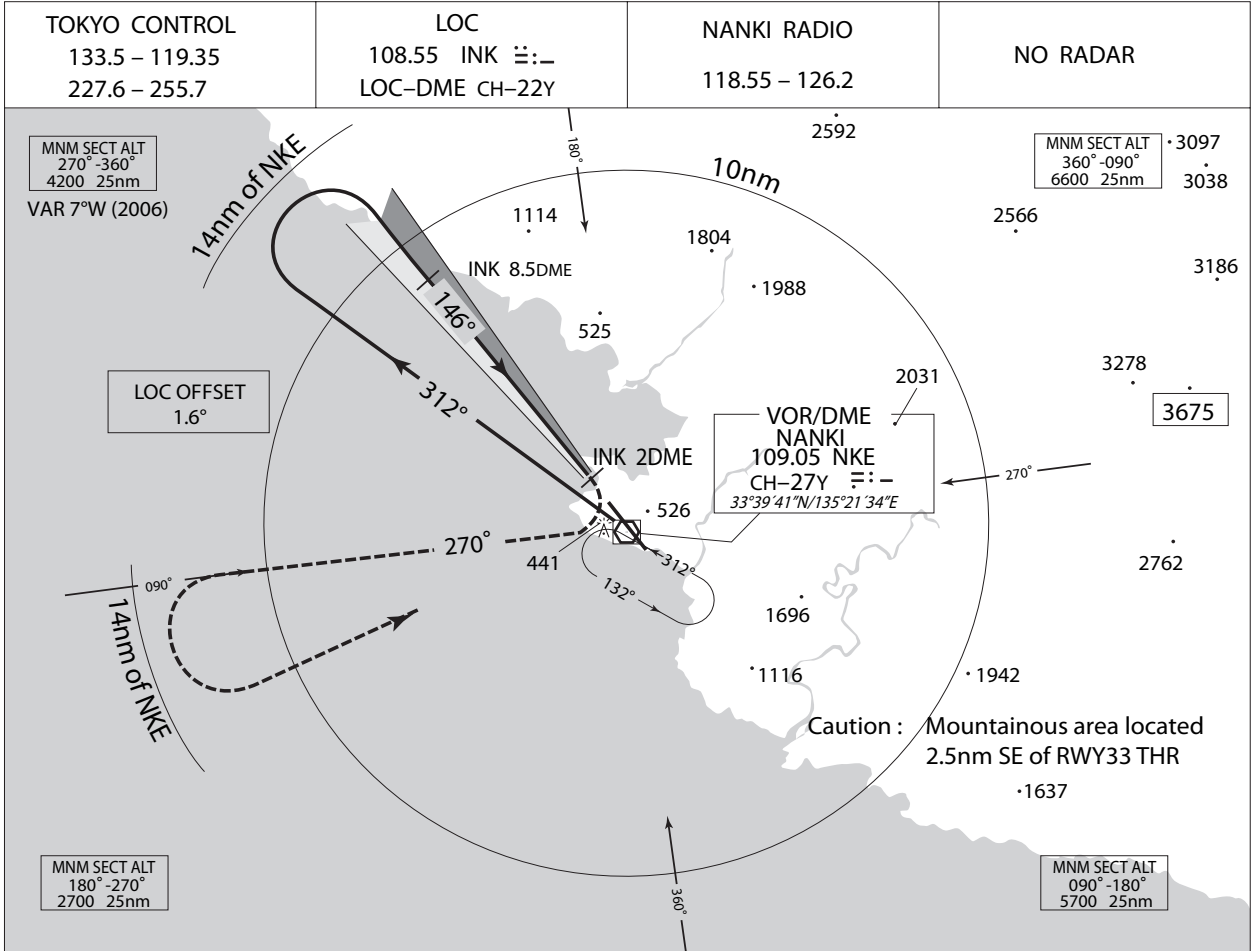 TOKYO CONTROL
133.5 – 119.35
227.6 – 255.7
LOC
108.55 INK
LOC–DME CH–22Y
NANKI RADIO
118.55 – 126.2
NO RADAR
MNM SECT ALT
270˚-360°
4200 25nm
VAR 7°W (2006)
14nm of NKE
180°
2592
10nm
MNM SECT ALT
360˚-090°
6600 25nm
3097
3038
1114
2566
1804
3186
INK 8.5DME
1988
146°
525
LOC OFFSET
1.6°
312°
2031
3278
3675
VOR/DME
NANKI
109.05 NKE
CH–27Y
33°39´41″N/135°21´34″E
INK 2DME
270°
526
270°
441
312°
132°
2762
090°
14nm of NKE
1696
1116
1942
Caution : Mountainous area located
2.5nm SE of RWY33 THR
1637
MNM SECT ALT
180˚-270°
2700 25nm
360°
MNM SECT ALT
090˚-180°
5700 25nm